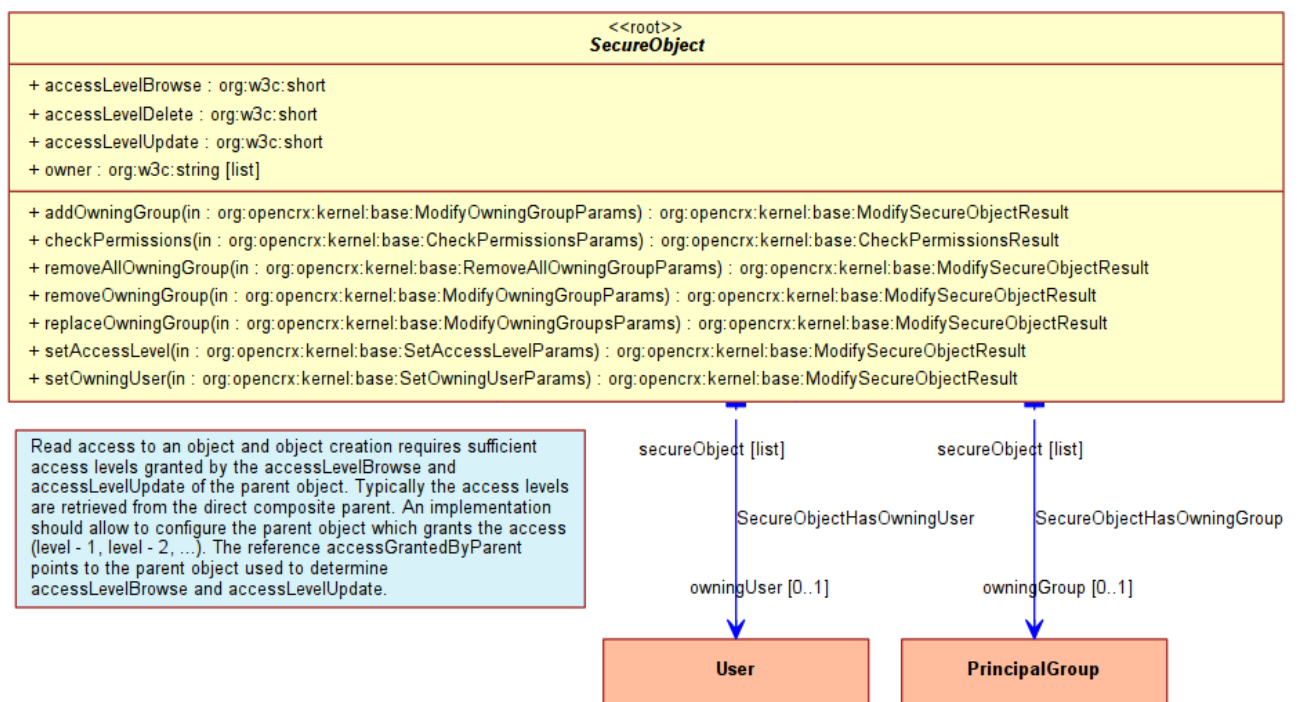 <<root>>
SecureObject
+ accessLevelBrowse : org:w3c:short
+ accessLevelDelete : org:w3c:short
+ accessLevelUpdate : org:w3c:short
+ owner : org:w3c:string [list]
+ addOwningGroup(in : org:opencrx:kernel:base:ModifyOwningGroupParams) : org:opencrx:kernel:base:ModifySecureObjectResult
+ checkPermissions(in : org:opencrx:kernel:base:CheckPermissionsParams) : org:opencrx:kernel:base:CheckPermissionsResult
+ removeAllOwningGroup(in : org:opencrx:kernel:base:RemoveAllOwningGroupParams) : org:opencrx:kernel:base:ModifySecureObjectResult
+ removeOwningGroup(in : org:opencrx:kernel:base:ModifyOwningGroupParams) : org:opencrx:kernel:base:ModifySecureObjectResult
+ replaceOwningGroup(in : org:opencrx:kernel:base:ModifyOwningGroupsParams) : org:opencrx:kernel:base:ModifySecureObjectResult
+ setAccessLevel(in : org:opencrx:kernel:base:SetAccessLevelParams) : org:opencrx:kernel:base:ModifySecureObjectResult
+ setOwningUser(in : org:opencrx:kernel:base:SetOwningUserParams) : org:opencrx:kernel:base:ModifySecureObjectResult
Read access to an object and object creation requires sufficient
access levels granted by the accessLevelBrowse and
accessLevelUpdate of the parent object. Typically the access levels
are retrieved from the direct composite parent. An implementation
should allow to configure the parent object which grants the access
(level - 1, level - 2, ...). The reference accessGrantedByParent
points to the parent object used to determine
accessLevelBrowse and accessLevelUpdate.
secureObject [list]
secureObject [list]
SecureObjectHasOwningUser
SecureObjectHasOwningGroup
owningUser [0..1]
owningGroup [0..1]
User
PrincipalGroup